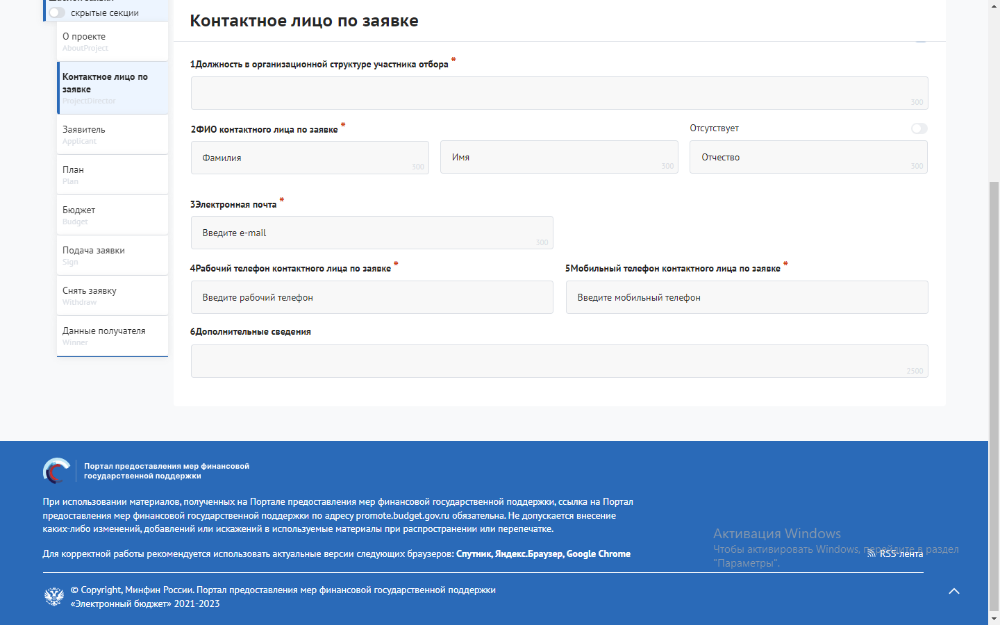 скрытые секции
О проекте
AboutProject
Контактное лицо по
заявке
ProjectDirector
Заявитель
Applicant
План
Plan
Бюджет
Budget
Подача заявки
Sign
Снять заявку
Withdraw
Данные получателя
Winner
Контактное лицо по заявке
1Должность в организационной структуре участника отбора *
300
2ФИО контактного лица по заявке *
Отсутствует
Фамилия 300
Имя 300
Отчество 300
3Электронная почта *
Введите e-mail 300
4Рабочий телефон контактного лица по заявке *
5Мобильный телефон контактного лица по заявке *
Введите рабочий телефон
Введите мобильный телефон
6Дополнительные сведения
2500
Портал предоставления мер финансовой
государственной поддержки
При использовании материалов, полученных на Портале предоставления мер финансовой государственной поддержки, ссылка на Портал
предоставления мер финансовой государственной поддержки по адресу promote.budget.gov.ru обязательна. Не допускается внесение
каких-либо изменений, добавлений или искажений в используемые материалы при распространении или перепечатке.
Для корректной работы рекомендуется использовать актуальные версии следующих браузеров: Спутник, Яндекс.Браузер, Google Chrome
Активация Windows
Чтобы активировать Windows, перейдите в раздел
"Параметры".
RSS-лента
© Copyright, Минфин России. Портал предоставления мер финансовой государственной поддержки
«Электронный бюджет» 2021-2023